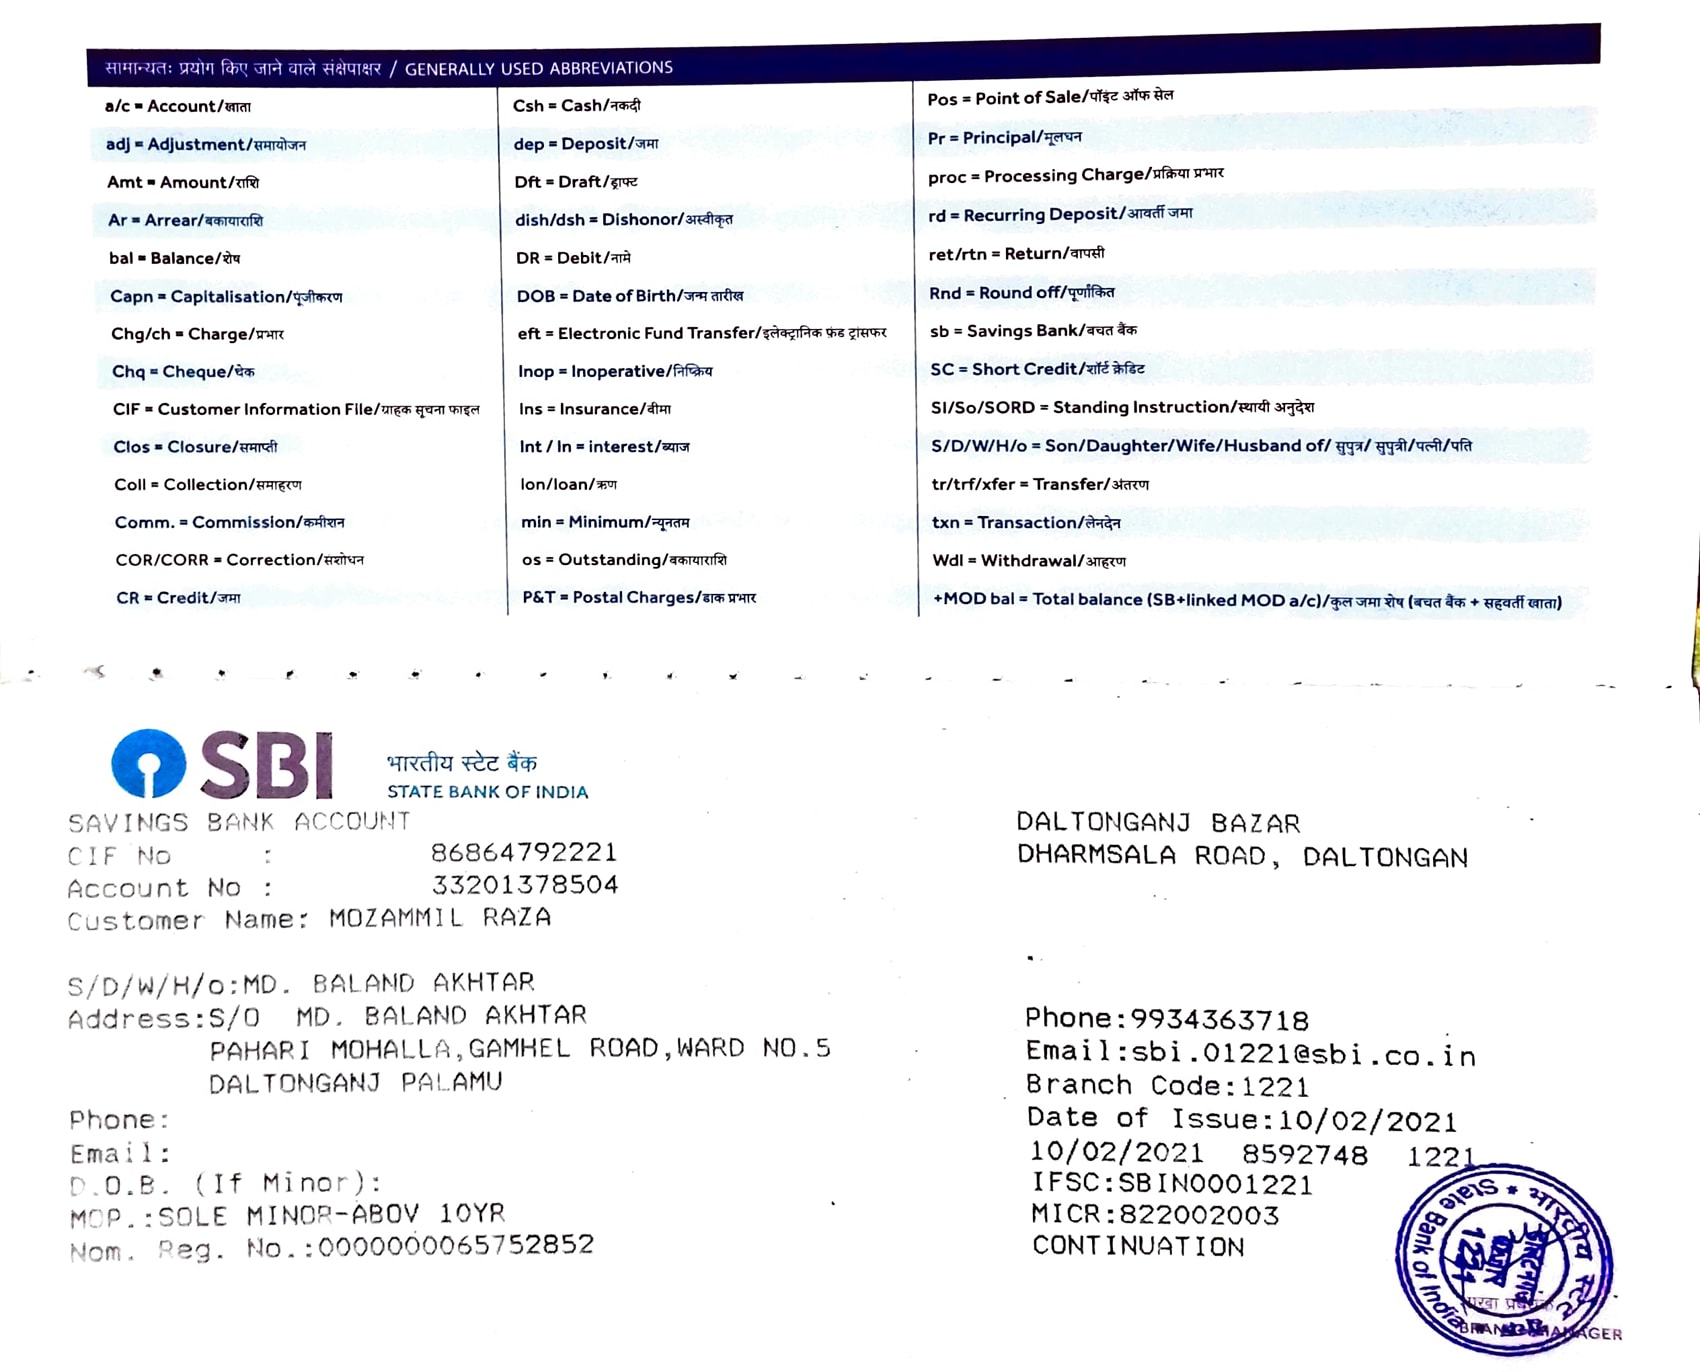 सामान्यतः प्रयोग किए जाने वाले संक्षेपाक्षर / GENERALLY USED ABBREVIATIONS
a/c = Account/खाता
adj = Adjustment/समायोजन
Amt = Amount/राशि
Ar = Arrear/बकायाराशि
bal = Balance/शेष
Capn = Capitalisation/पूंजीकरण
Chg/ch = Charge/प्रभार
Chq = Cheque/चेक
CIF = Customer Information File/ग्राहक सूचना फाइल
Clos = Closure/समाप्ती
Coll = Collection/समाहरण
Comm. = Commission/कमीशन
COR/CORR = Correction/संशोधन
CR = Credit/जमा
Csh = Cash/नकदी
dep = Deposit/जमा
Dft = Draft/ड्राफ्ट
dish/dsh = Dishonor/अस्वीकृत
DR = Debit/नामे
DOB = Date of Birth/जन्म तारीख
eft = Electronic Fund Transfer/इलेक्ट्रानिक फ़ंड ट्रांसफर
Inop = Inoperative/निष्क्रिय
Ins = Insurance/बीमा
Int / In = interest/ब्याज
lon/loan/ऋण
min = Minimum/न्यूनतम
os = Outstanding/बकायाराशि
P&T = Postal Charges/डाक प्रभार
Pos = Point of Sale/पॉइंट ऑफ सेल
Pr = Principal/मूलधन
proc = Processing Charge/प्रक्रिया प्रभार
rd = Recurring Deposit/आवर्ती जमा
ret/rtn = Return/वापसी
Rnd = Round off/पूर्णांकित
sb = Savings Bank/बचत बैंक
SC = Short Credit/शॉर्ट क्रेडिट
SI/So/SORD = Standing Instruction/स्थायी अनुदेश
S/D/W/H/o = Son/Daughter/Wife/Husband of/ सुपुत्र/ सुपुत्री/पत्नी/पति
tr/trf/xfer = Transfer/अंतरण
txn = Transaction/लेनदेन
Wdl = Withdrawal/आहरण
+MOD bal = Total balance (SB+linked MOD a/c)/कुल जमा शेष (बचत बैंक + सहवर्ती खाता)
SBI
भारतीय स्टेट बैंक
STATE BANK OF INDIA
SAVINGS BANK ACCOUNT
CIF No : 86864792221
Account No : 33201378504
Customer Name: MOZAMMIL RAZA
S/D/W/H/o:MD. BALAND AKHTAR
Address:S/O MD. BALAND AKHTAR
PAHARI MOHALLA,GAMHEL ROAD,WARD NO.5
DALTONGANJ PALAMU
Phone:
Email:
D.O.B. (If Minor):
MOP.:SOLE MINOR-ABOV 10YR
Nom. Reg. No.:0000000065752852
DALTONGANJ BAZAR
DHARMSALA ROAD, DALTONGAN
Phone:9934363718
Email:sbi.01221@sbi.co.in
Branch Code:1221
Date of Issue:10/02/2021
10/02/2021 8592748 1221
IFSC:SBIN0001221
MICR:822002003
CONTINUATION
भारतीय स्टेट बैंक
State Bank of India
1221
BRANCH MANAGER